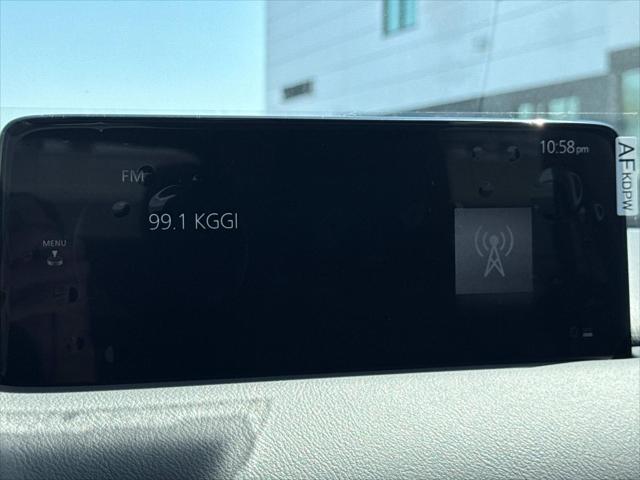 10:58pm
FM
99.1 KGGI
MENU
AF
KDPW